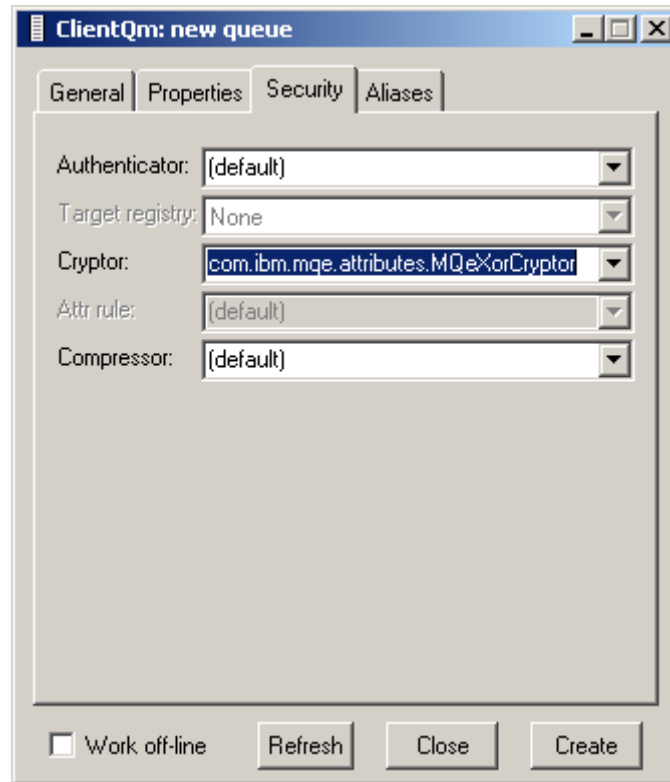 ClientQm: new queue
General Properties Security Aliases
Authenticator: (default)
Target registry: None
Cryptor: com.ibm.mqe.attributes.MQeXorCryptor
Attr rule: (default)
Compressor: (default)
Work off-line Refresh Close Create